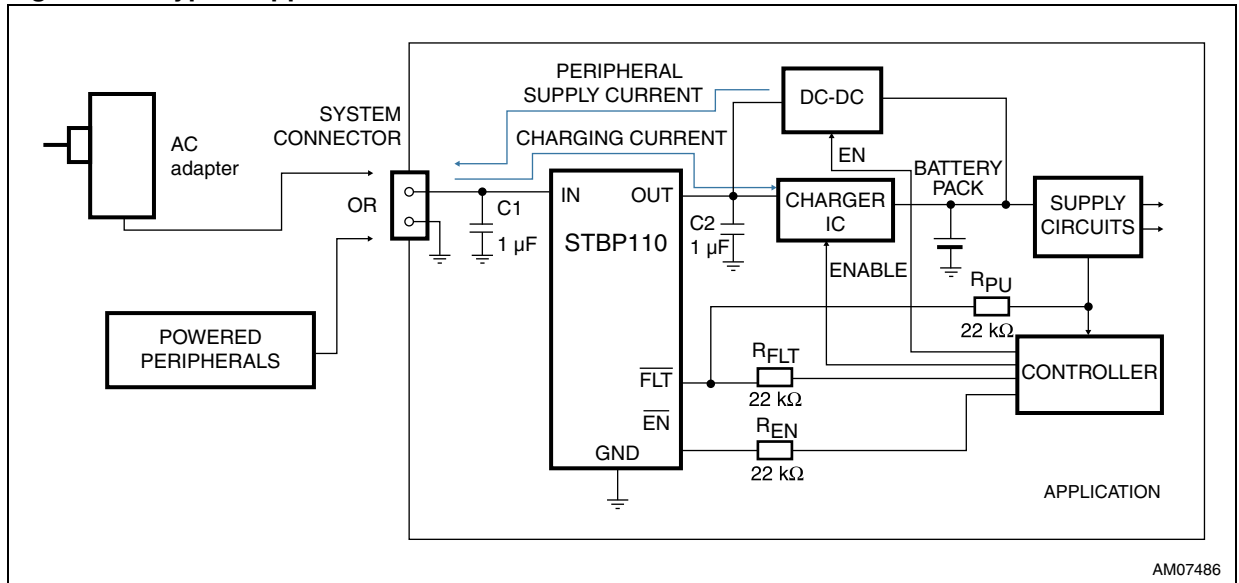 PERIPHERAL
SUPPLY CURRENT
DC-DC
SYSTEM
CONNECTOR
CHARGING CURRENT
AC
adapter
EN
BATTERY
PACK
OR
C1
1 µF
IN
OUT
STBP110
C2
1 µF
CHARGER
IC
SUPPLY
CIRCUITS
ENABLE
RPU
22 kΩ
POWERED
PERIPHERALS
FLT
RFLT
22 kΩ
CONTROLLER
EN
REN
22 kΩ
GND
APPLICATION
AM07486